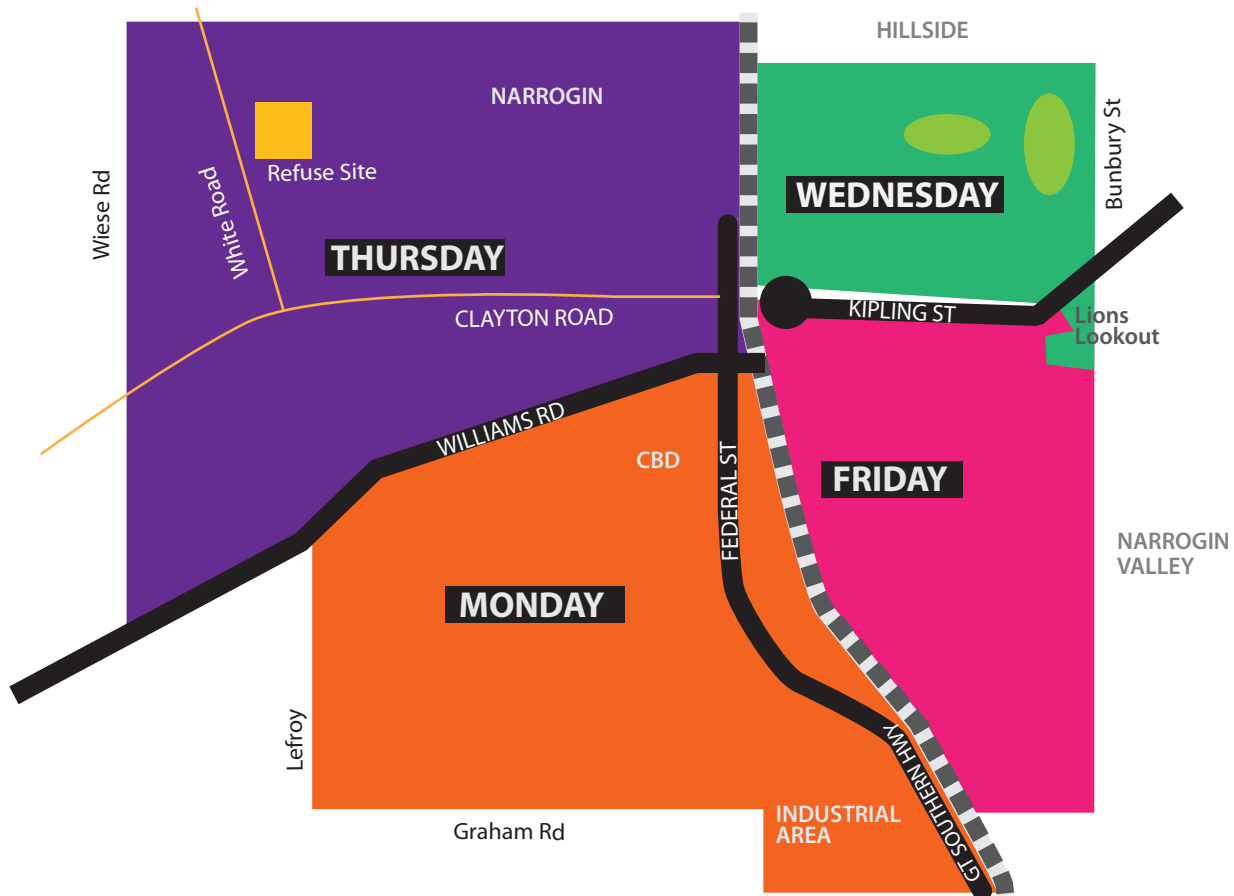 HILLSIDE
NARROGIN
Refuse Site
Wiese Rd
White Road
Bunbury St
WEDNESDAY
THURSDAY
CLAYTON ROAD
KIPLING ST
Lions
Lookout
WILLIAMS RD
CBD
FEDERAL ST
FRIDAY
NARROGIN
VALLEY
MONDAY
Lefroy
GT SOUTHERN HWY
INDUSTRIAL
AREA
Graham Rd